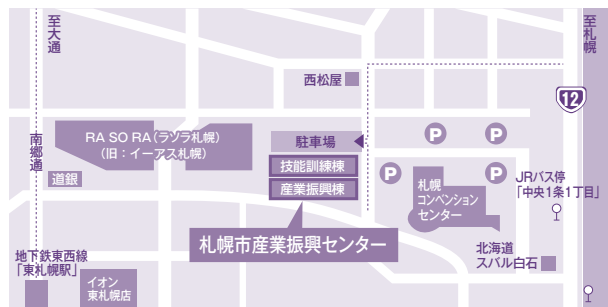 至大通
至札幌
西松屋
12
南郷通
RA SO RA(ラソラ札幌)
(旧:イーアス札幌)
駐車場
P
P
道銀
技能訓練棟
産業振興棟
P
P
札幌
コンベンション
センター
JRバス停
「中央1条1丁目」
札幌市産業振興センター
地下鉄東西線
「東札幌駅」
イオン
東札幌店
北海道
スバル白石